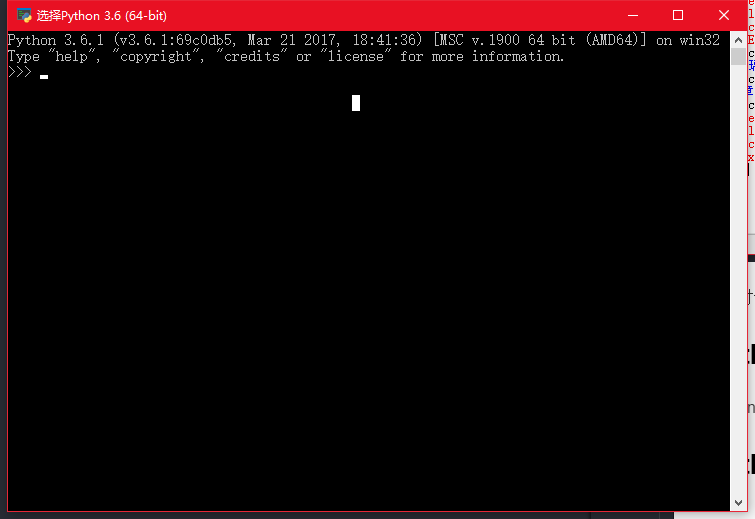 选择Python 3.6 (64-bit)
Python 3.6.1 (v3.6.1:69c0db5, Mar 21 2017, 18:41:36) [MSC v.1900 64 bit (AMD64)] on win32
Type "help", "copyright", "credits" or "license" for more information.
>>>